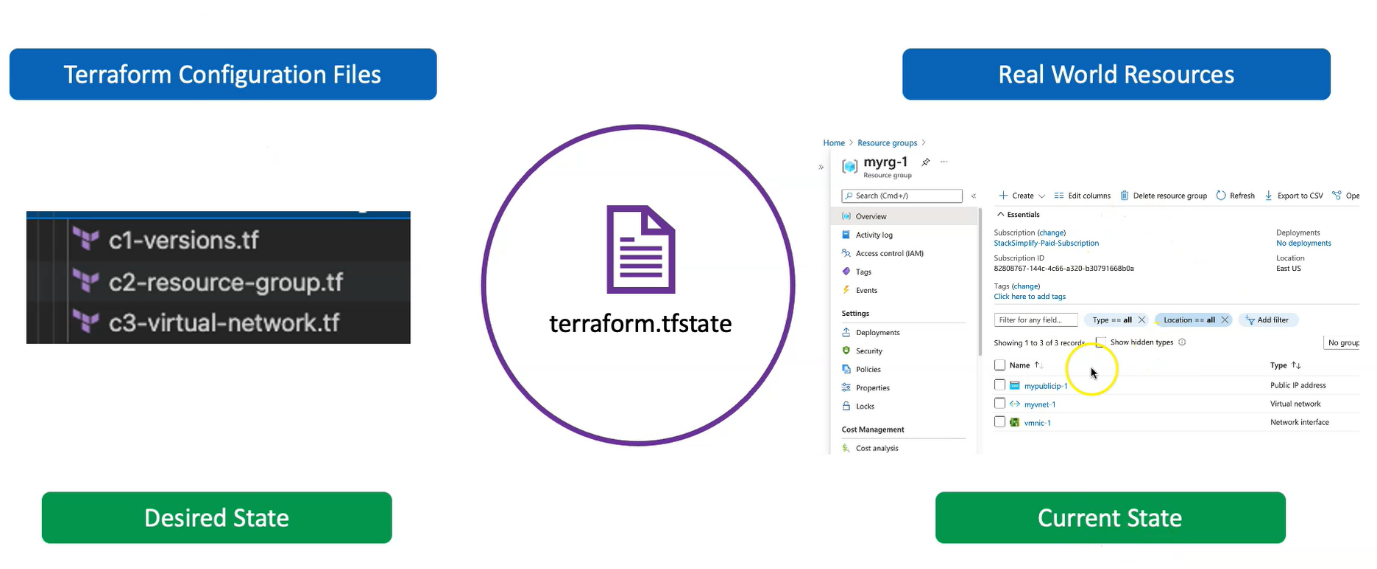 Terraform Configuration Files
Real World Resources
c1-versions.tf
c2-resource-group.tf
c3-virtual-network.tf
terraform.tfstate
Home > Resource groups >
»
myrg-1 ...
Resource group
Search (Cmd+/) «
Overview
Activity log
Access control (IAM)
Tags
Events
Settings
Deployments
Security
Policies
Properties
Locks
Cost Management
Cost analysis
+ Create Edit columns Delete resource group Refresh Export to CSV Ope
Essentials
Subscription (change)
StackSimplify-Paid-Subscription
Subscription ID
82808767-144c-4c66-a320-b30791668b0a
Tags (change)
Click here to add tags
Deployments
No deployments
Location
East US
Filter for any field... Type == all X Location == all X Add filter
Showing 1 to 3 of 3 records. Show hidden types No group
Name ↑↓ Type ↑↓
mypublicip-1 Public IP address
myvnet-1 Virtual network
vmnic-1 Network interface
Desired State
Current State